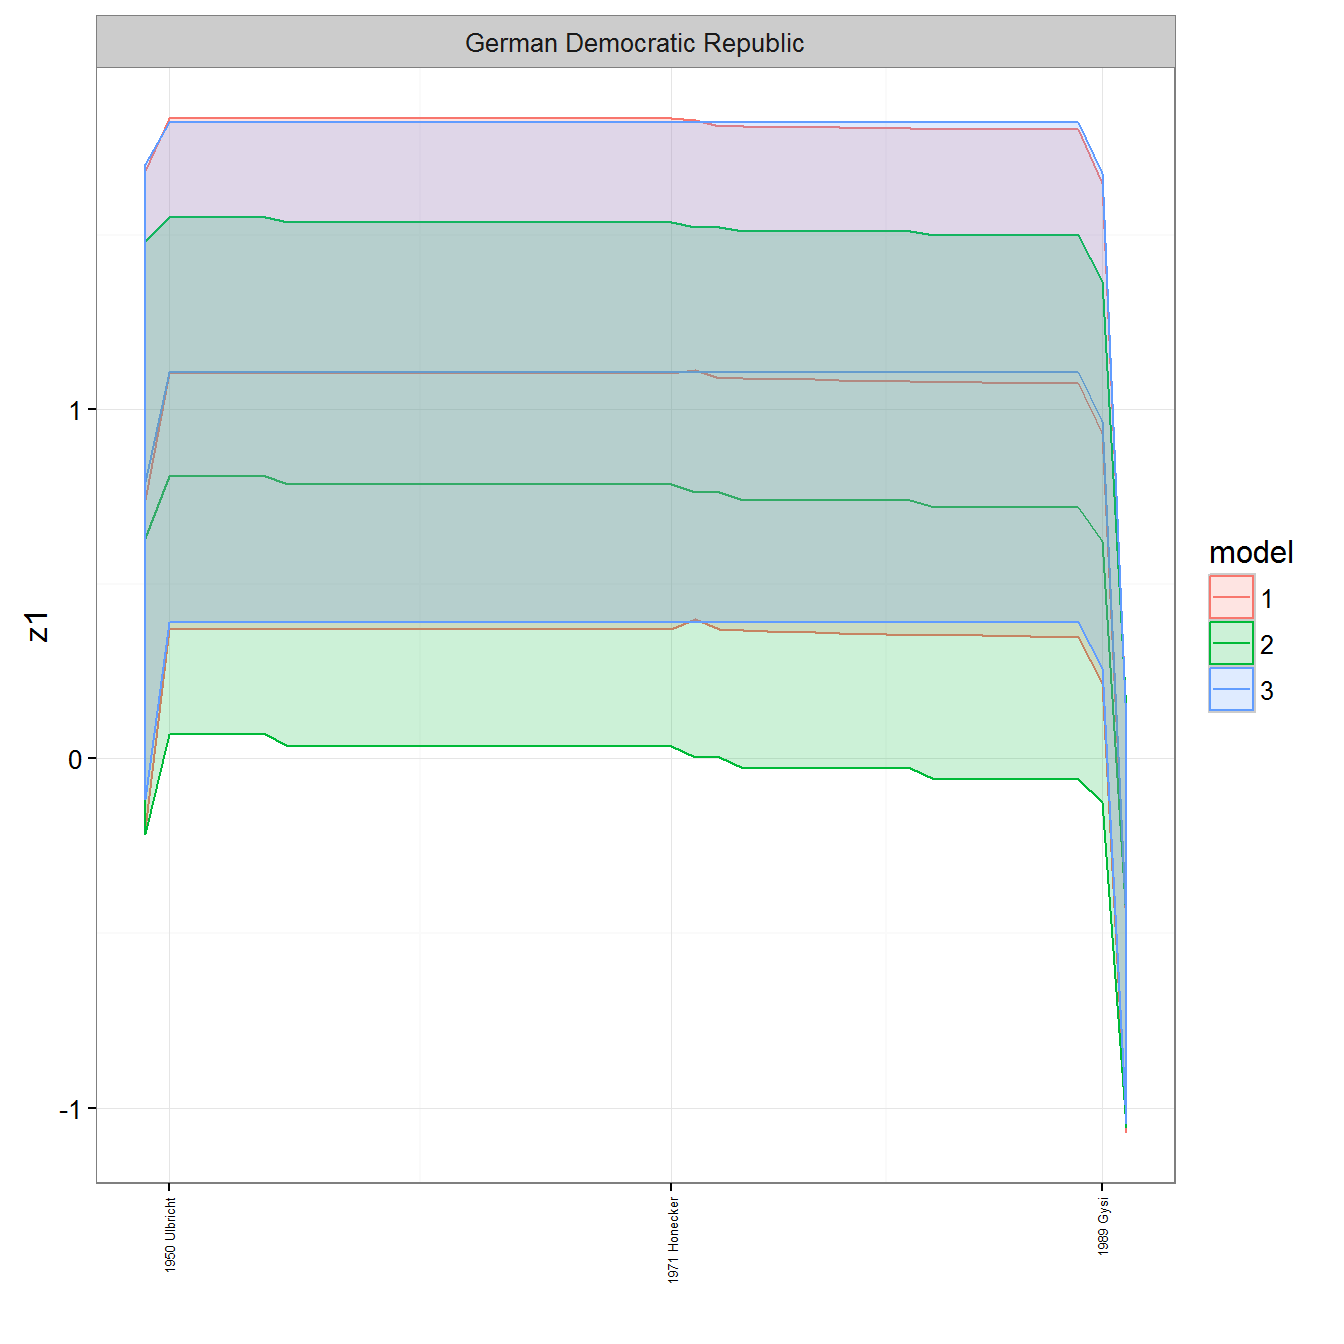 German Democratic Republic
z1
1
0
-1
1950 Ulbricht
1971 Honecker
1989 Gysi
model
1
2
3